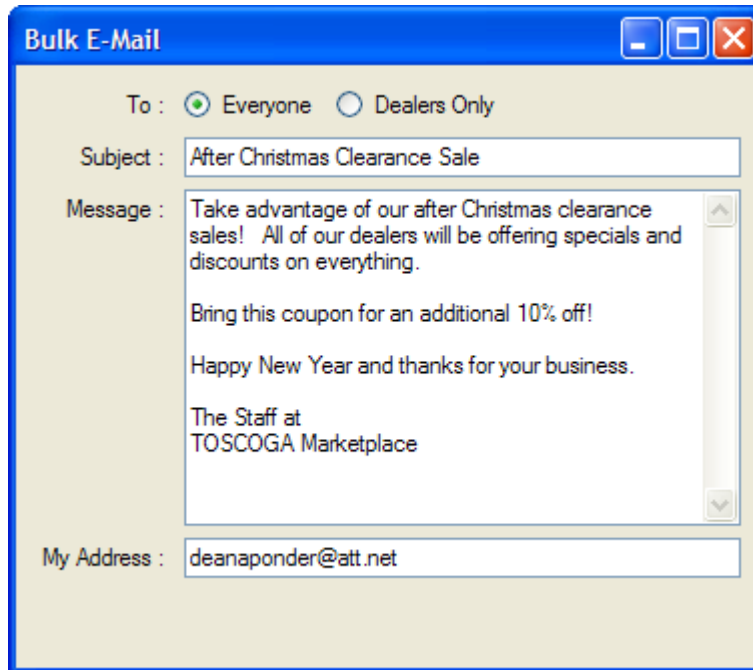 Bulk E-Mail
To : Everyone Dealers Only
Subject : After Christmas Clearance Sale
Message : Take advantage of our after Christmas clearance
sales!   All of our dealers will be offering specials and
discounts on everything.
Bring this coupon for an additional 10% off!
Happy New Year and thanks for your business.
The Staff at
TOSCOGA Marketplace
My Address : deanaponder@att.net